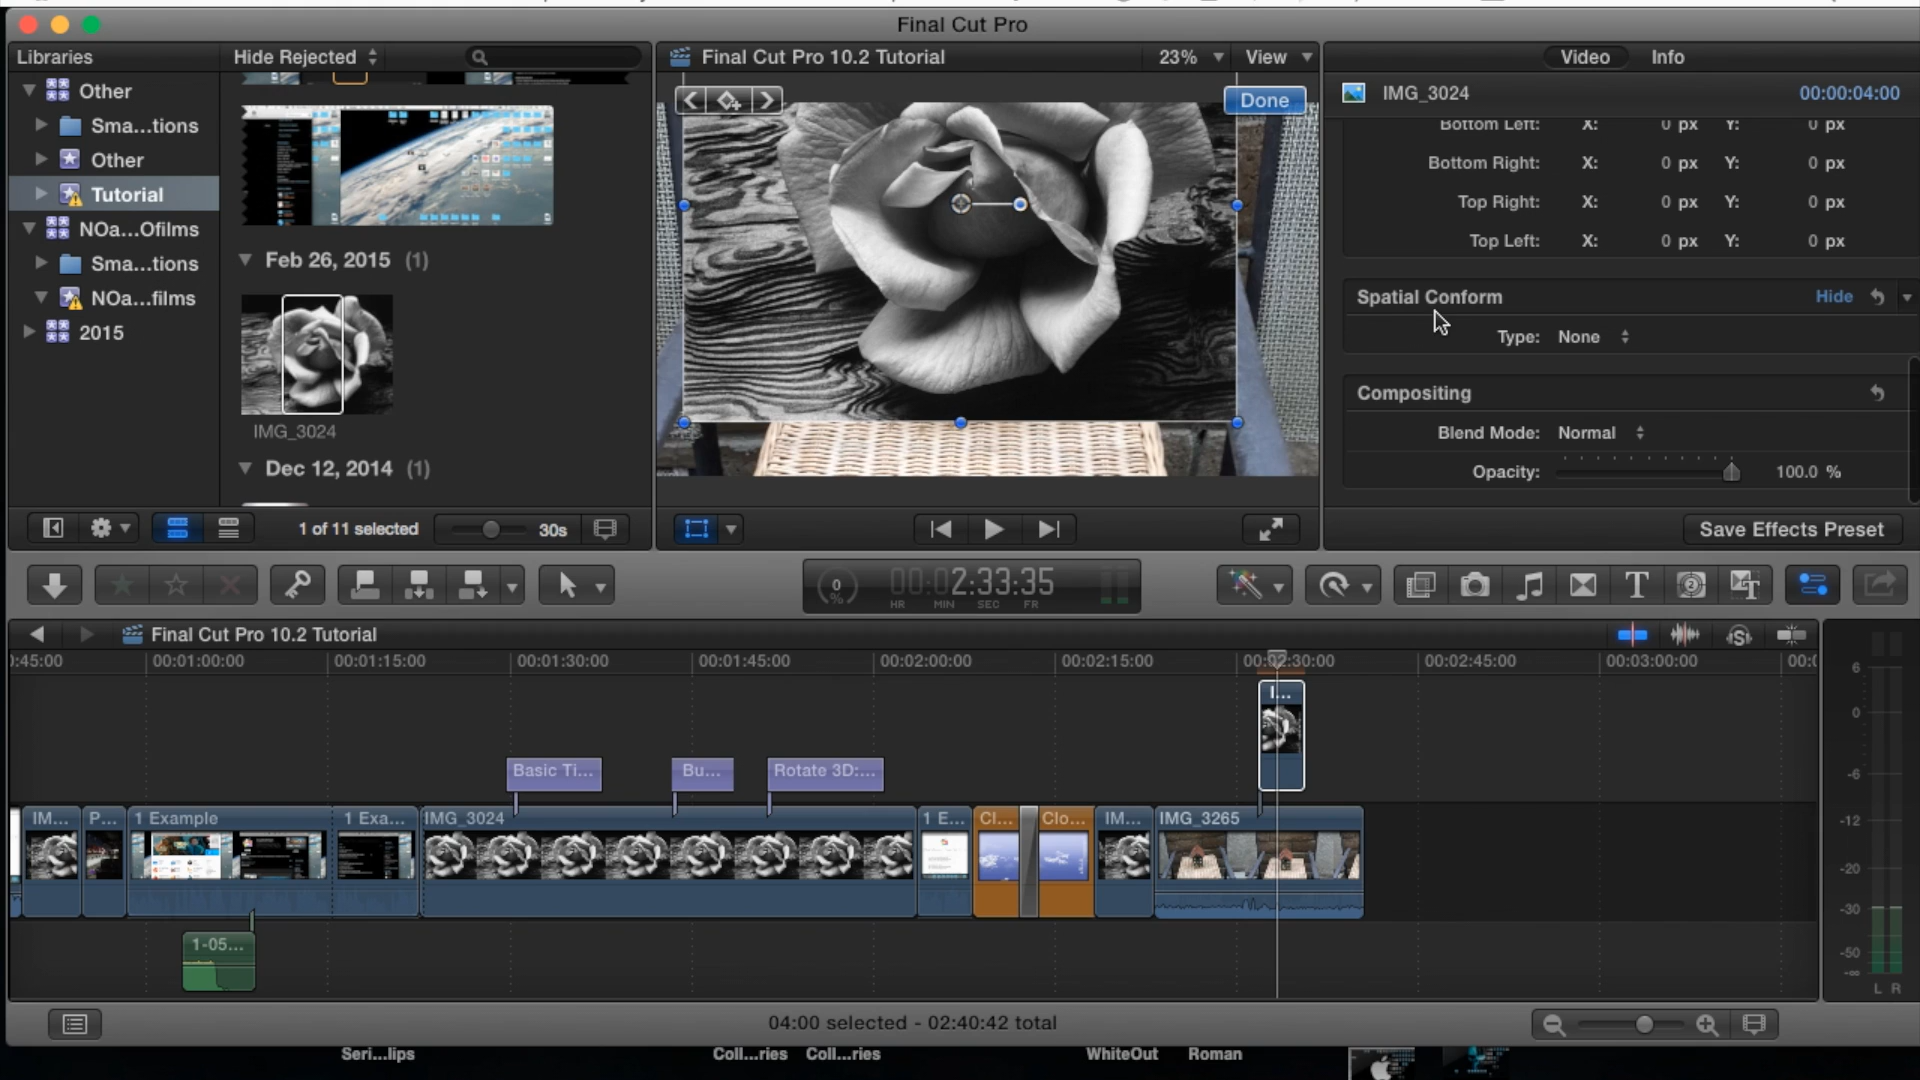 Final Cut Pro
Libraries
Hide Rejected
Final Cut Pro 10.2 Tutorial
23%
View
Video
Info
Other
Sma...tions
Other
Tutorial
NOa...Ofilms
Sma...tions
NOa...films
2015
Feb 26, 2015 (1)
IMG_3024
Dec 12, 2014 (1)
Done
IMG_3024
00:00:04:00
Bottom Left: X: 0 px Y: 0 px
Bottom Right: X: 0 px Y: 0 px
Top Right: X: 0 px Y: 0 px
Top Left: X: 0 px Y: 0 px
Spatial Conform
Hide
Type: None
Compositing
Blend Mode: Normal
Opacity: 100.0 %
1 of 11 selected
30s
Save Effects Preset
0
%
00:02:33:35
HR MIN SEC FR
Final Cut Pro 10.2 Tutorial
:45:00
00:01:00:00
00:01:15:00
00:01:30:00
00:01:45:00
00:02:00:00
00:02:15:00
00:02:30:00
00:02:45:00
00:03:00:00
00:0
I...
Basic Ti...
Bu...
Rotate 3D:...
IM...
P...
1 Example
1 Exa...
IMG_3024
1 E...
Cl...
Clo...
IM...
IMG_3265
1-05...
6
0
-6
-12
-20
-30
-50
-∞
L R
04:00 selected - 02:40:42 total
Seri...lips
Coll...ries
Coll...ries
WhiteOut
Roman